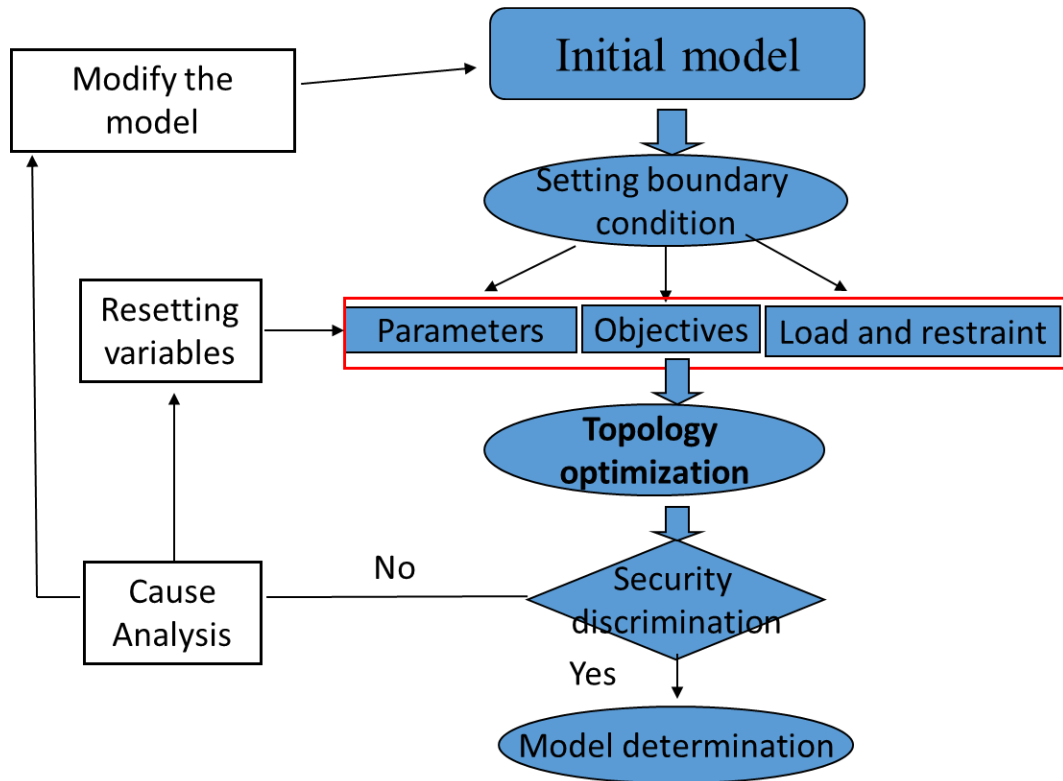 Initial model
Modify the
model
Setting boundary
condition
Resetting
variables
Parameters
Objectives
Load and restraint
Topology
optimization
No
Security
discrimination
Cause
Analysis
Yes
Model determination